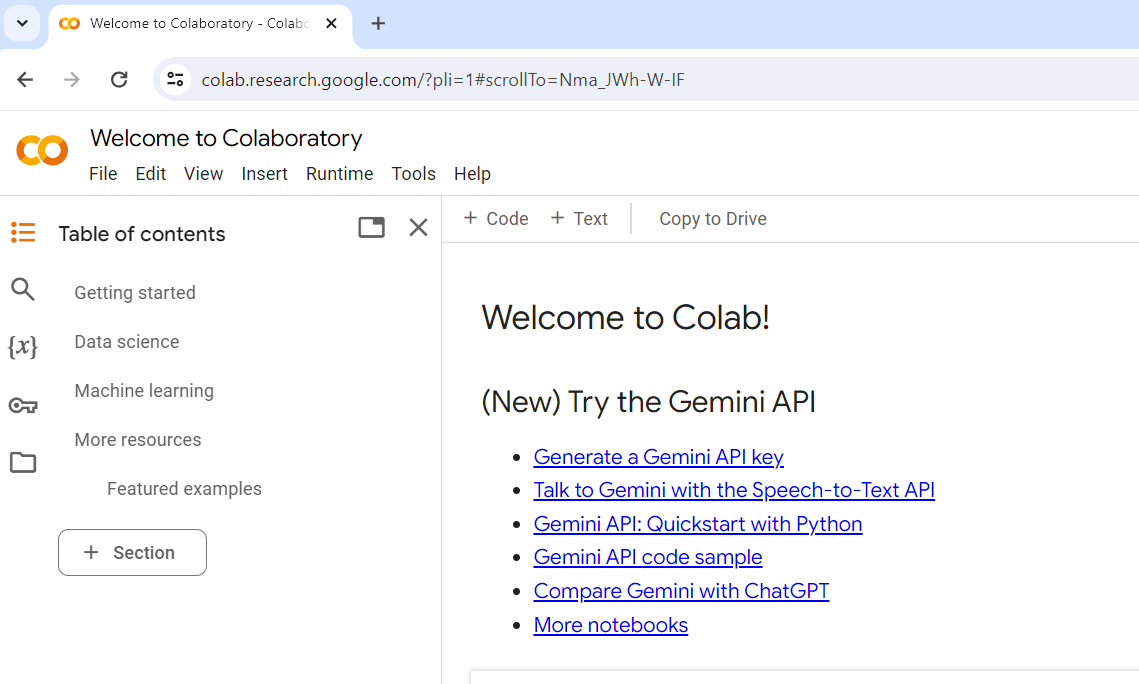 Welcome to Colaboratory - Colab
colab.research.google.com/?pli=1#scrollTo=Nma_JWh-W-IF
Welcome to Colaboratory
File Edit View Insert Runtime Tools Help
Table of contents
+ Code + Text Copy to Drive
Getting started
Data science
Machine learning
More resources
Featured examples
+ Section
{x}
Welcome to Colab!
(New) Try the Gemini API
• Generate a Gemini API key
• Talk to Gemini with the Speech-to-Text API
• Gemini API: Quickstart with Python
• Gemini API code sample
• Compare Gemini with ChatGPT
• More notebooks